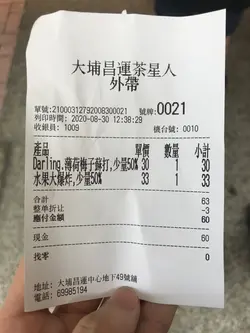 大埔昌運茶星人
外帶
單號:21000312792008300021 號牌:0021
列印時間:2020-08-30 12:38:29
收銀員: 1009 機台號: 0010
產品 單價 數量 小計
Darling.薄荷梅子蘇打,少量50% 30 1 30
水果大爆炸,少量50% 33 1 33
合計 63
整单折让 -3
應付金額 60
現金 60
找零 0
地址: 大埔昌運中心地下49號舖
電話: 69985194